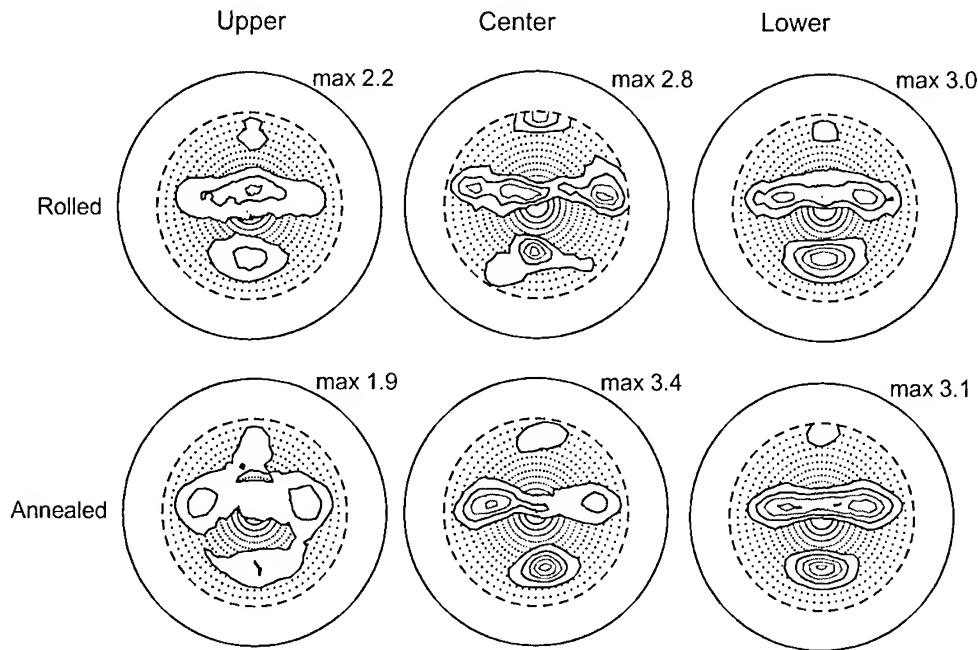 Upper Center Lower
max 2.2 max 2.8 max 3.0
Rolled
max 1.9 max 3.4 max 3.1
Annealed